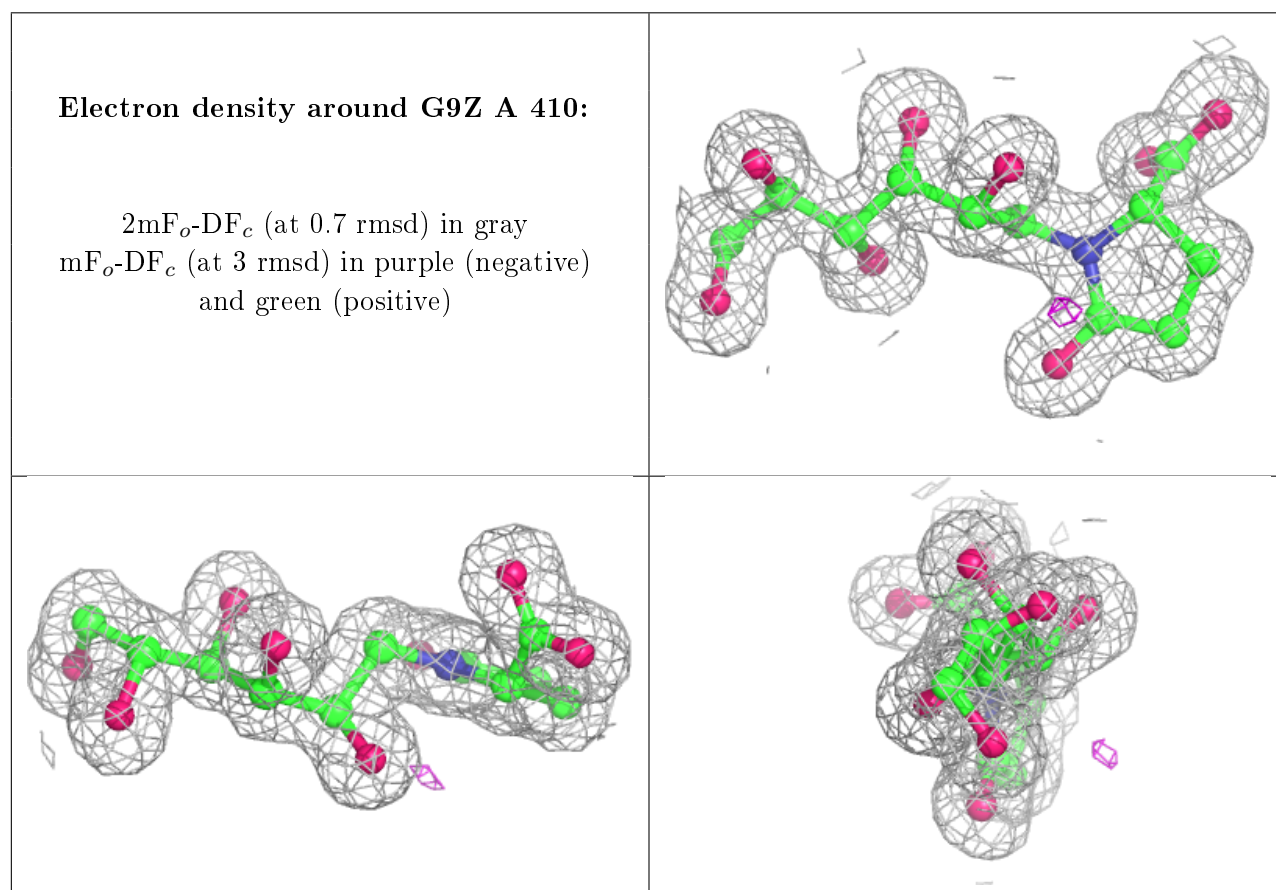 Electron density around G9Z A 410:
2mFo-DFc (at 0.7 rmsd) in gray
mFo-DFc (at 3 rmsd) in purple (negative)
and green (positive)